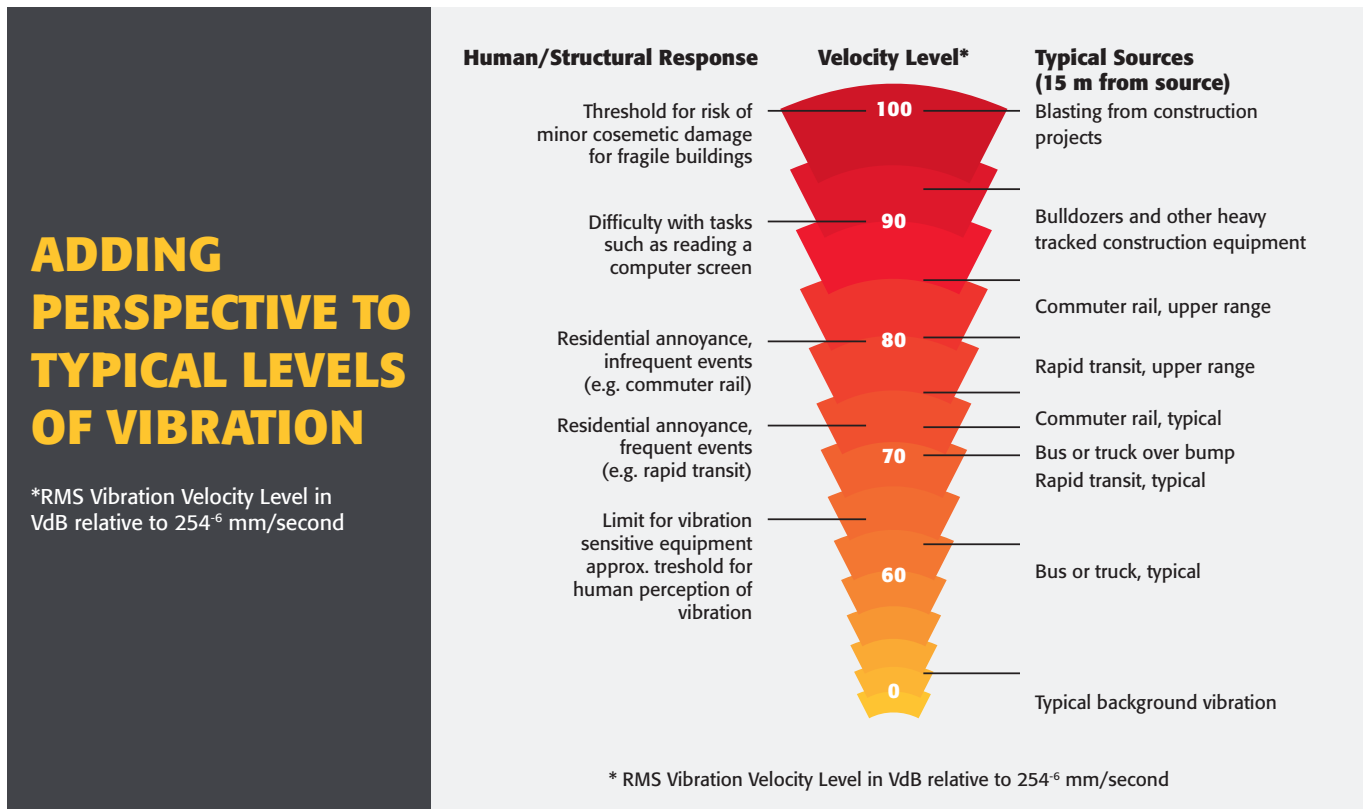 ADDING
PERSPECTIVE TO
TYPICAL LEVELS
OF VIBRATION
*RMS Vibration Velocity Level in
VdB relative to 254⁻⁶ mm/second
Human/Structural Response
Threshold for risk of
minor cosemetic damage
for fragile buildings
Difficulty with tasks
such as reading a
computer screen
Residential annoyance,
infrequent events
(e.g. commuter rail)
Residential annoyance,
frequent events
(e.g. rapid transit)
Limit for vibration
sensitive equipment
approx. treshold for
human perception of
vibration
Velocity Level*
100
90
80
70
60
0
Typical Sources
(15 m from source)
Blasting from construction
projects
Bulldozers and other heavy
tracked construction equipment
Commuter rail, upper range
Rapid transit, upper range
Commuter rail, typical
Bus or truck over bump
Rapid transit, typical
Bus or truck, typical
Typical background vibration
* RMS Vibration Velocity Level in VdB relative to 254⁻⁶ mm/second